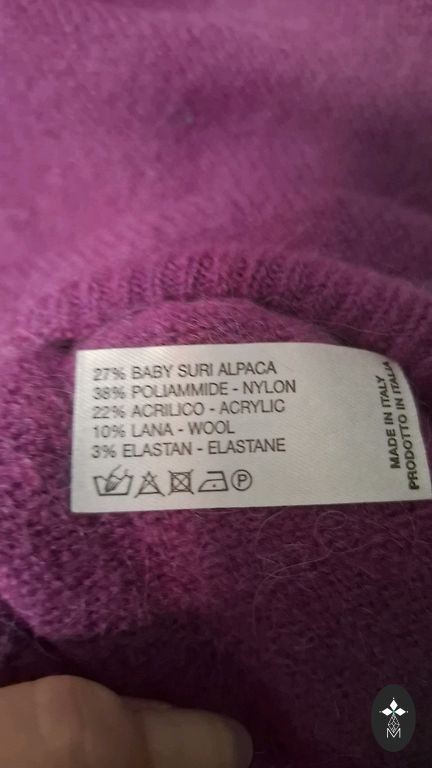 27% BABY SURI ALPACA
38% POLIAMMIDE - NYLON
22% ACRILICO - ACRYLIC
10% LANA - WOOL
3% ELASTAN - ELASTANE
P
MADE IN ITALY
PRODOTTO IN ITALIA
M